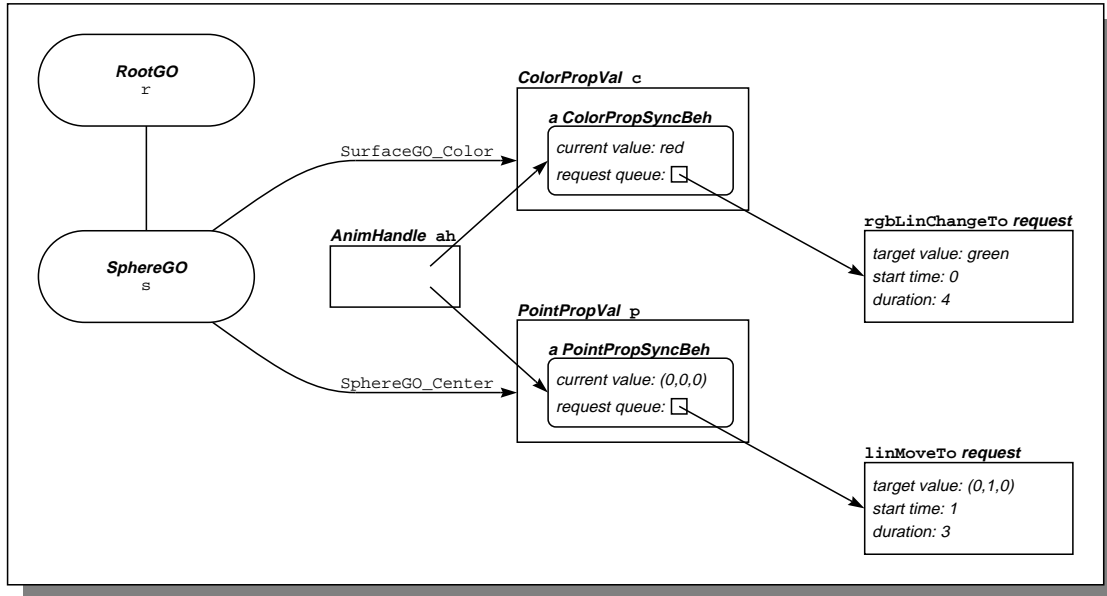 RootGO
r
SphereGO
s
SurfaceGO_Color
SphereGO_Center
AnimHandle ah
ColorPropVal c
a ColorPropSyncBeh
current value: red
request queue:
rgbLinChangeTo request
target value: green
start time: 0
duration: 4
PointPropVal p
a PointPropSyncBeh
current value: (0,0,0)
request queue:
linMoveTo request
target value: (0,1,0)
start time: 1
duration: 3